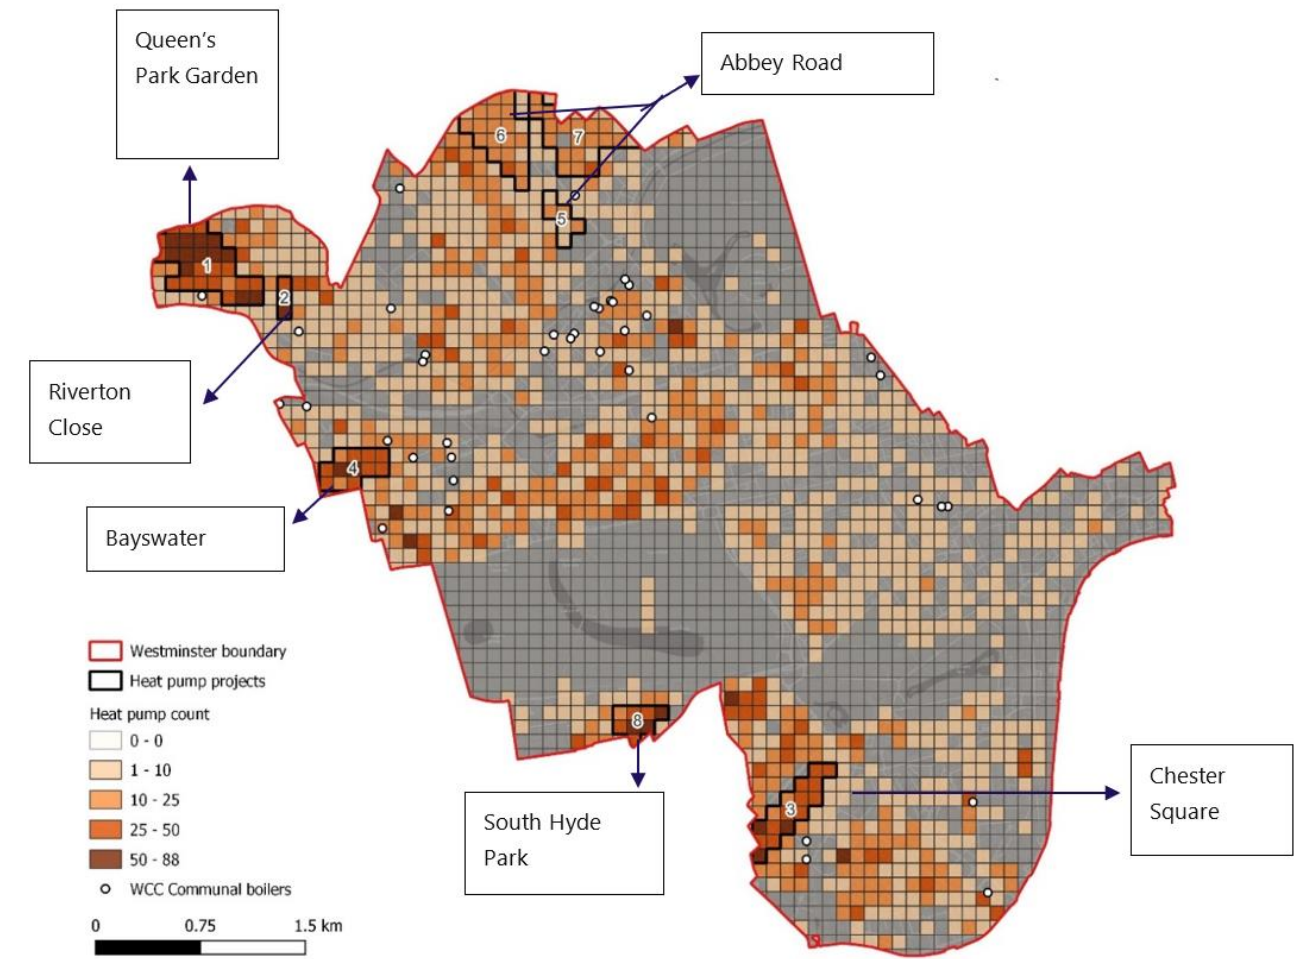 Queen's
Park Garden
Abbey Road
6
7
5
1
2
Riverton
Close
4
Bayswater
Westminster boundary
Heat pump projects
Heat pump count
0 - 0
1 - 10
10 - 25
25 - 50
50 - 88
WCC Communal boilers
0 0.75 1.5 km
8
South Hyde
Park
3
Chester
Square